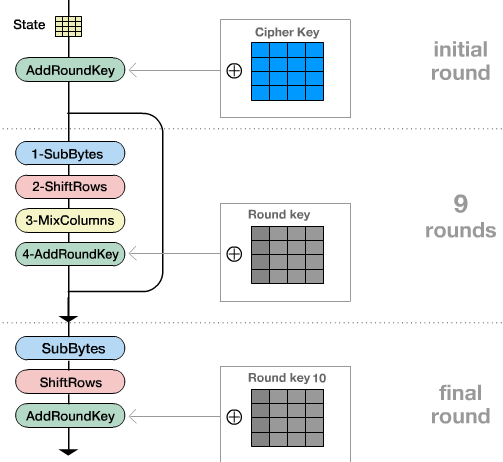 State
Cipher Key
AddRoundKey
initial
round
1-SubBytes
2-ShiftRows
3-MixColumns
4-AddRoundKey
Round key
9
rounds
SubBytes
ShiftRows
AddRoundKey
Round key 10
final
round